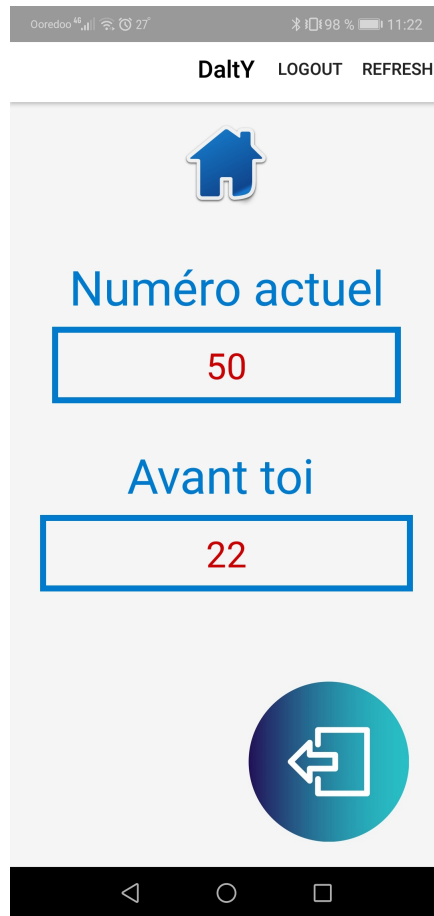 Ooredoo 4G 27° 98 % 11:22
DaltY LOGOUT REFRESH
Numéro actuel
50
Avant toi
22